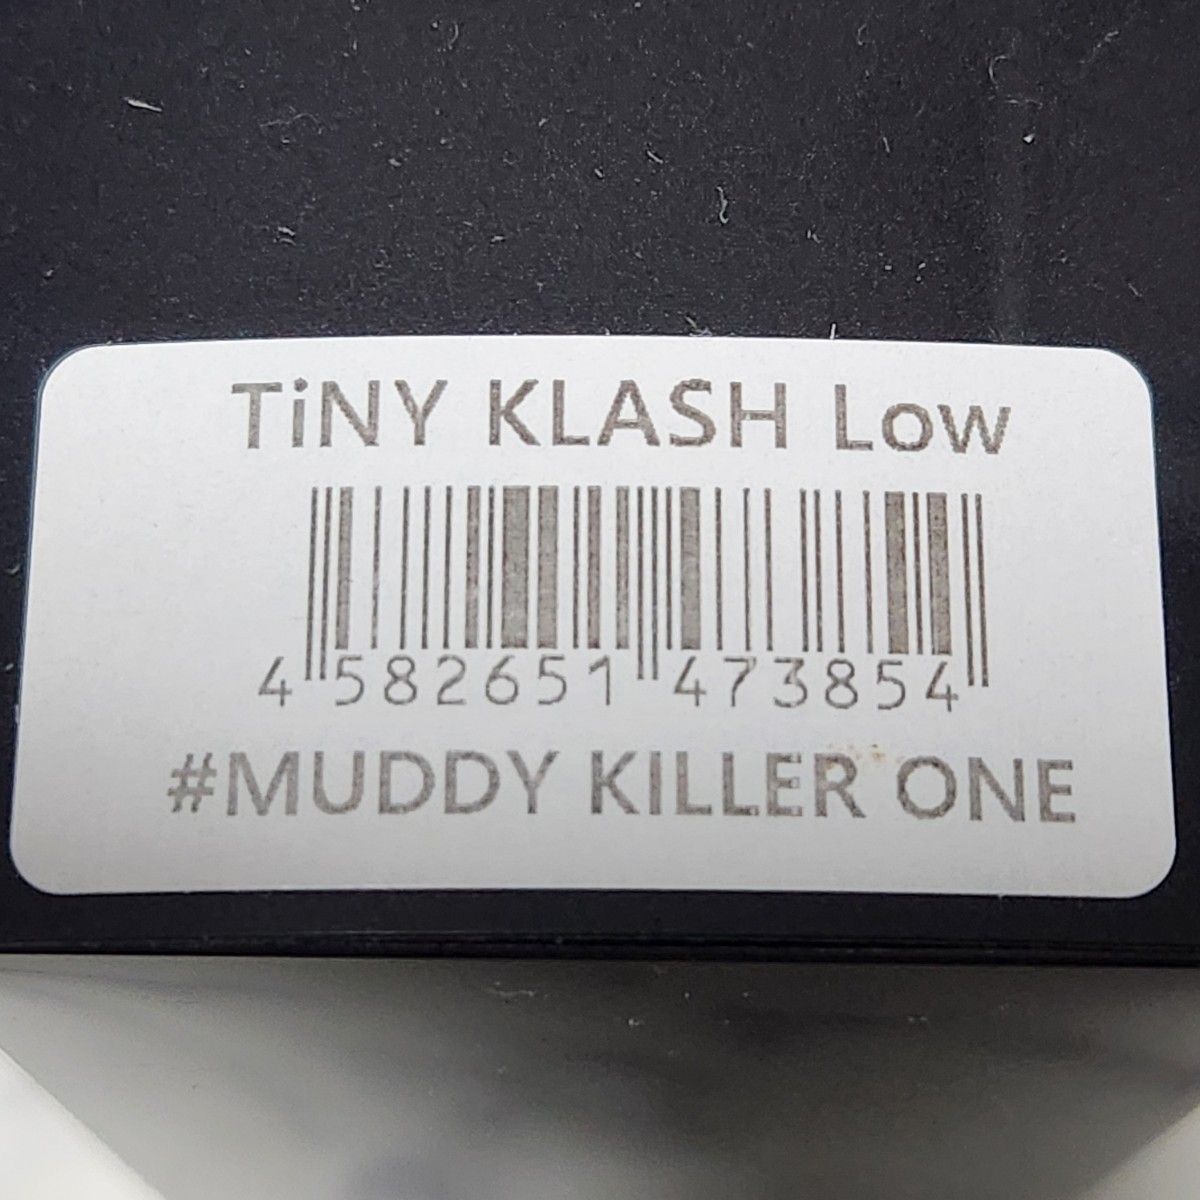 TiNY KLASH Low
4 582651 473854
#MUDDY KILLER ONE